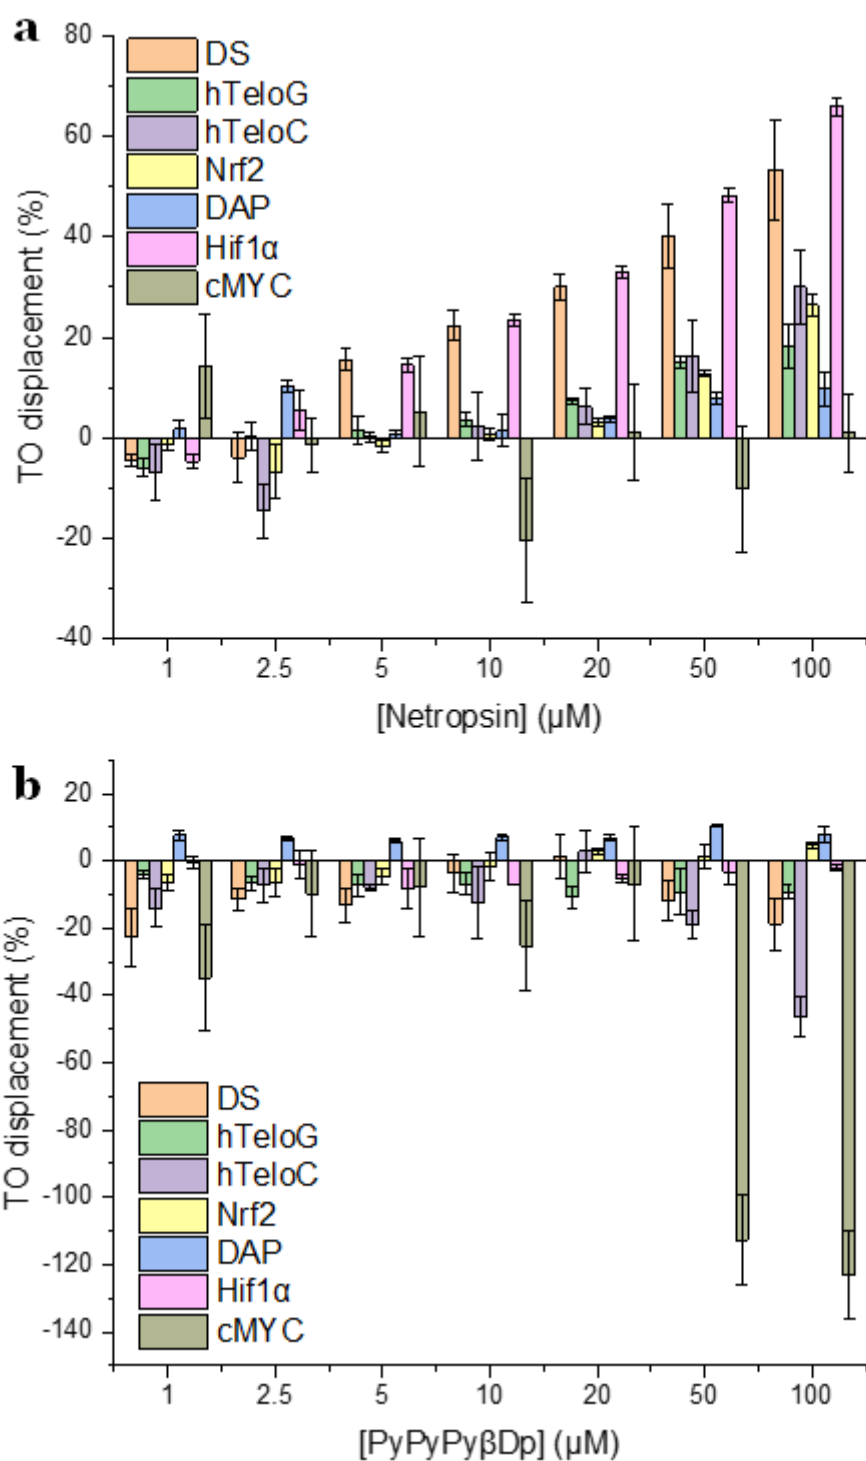 a
80
60
40
20
0
-20
-40
TO displacement (%)
DS
hTeloG
hTeloC
Nrf2
DAP
Hif1α
cMYC
1 2.5 5 10 20 50 100
[Netropsin] (µM)
b
20
0
-20
-40
-60
-80
-100
-120
-140
TO displacement (%)
DS
hTeloG
hTeloC
Nrf2
DAP
Hif1α
cMYC
1 2.5 5 10 20 50 100
[PyPyPyβDp] (µM)